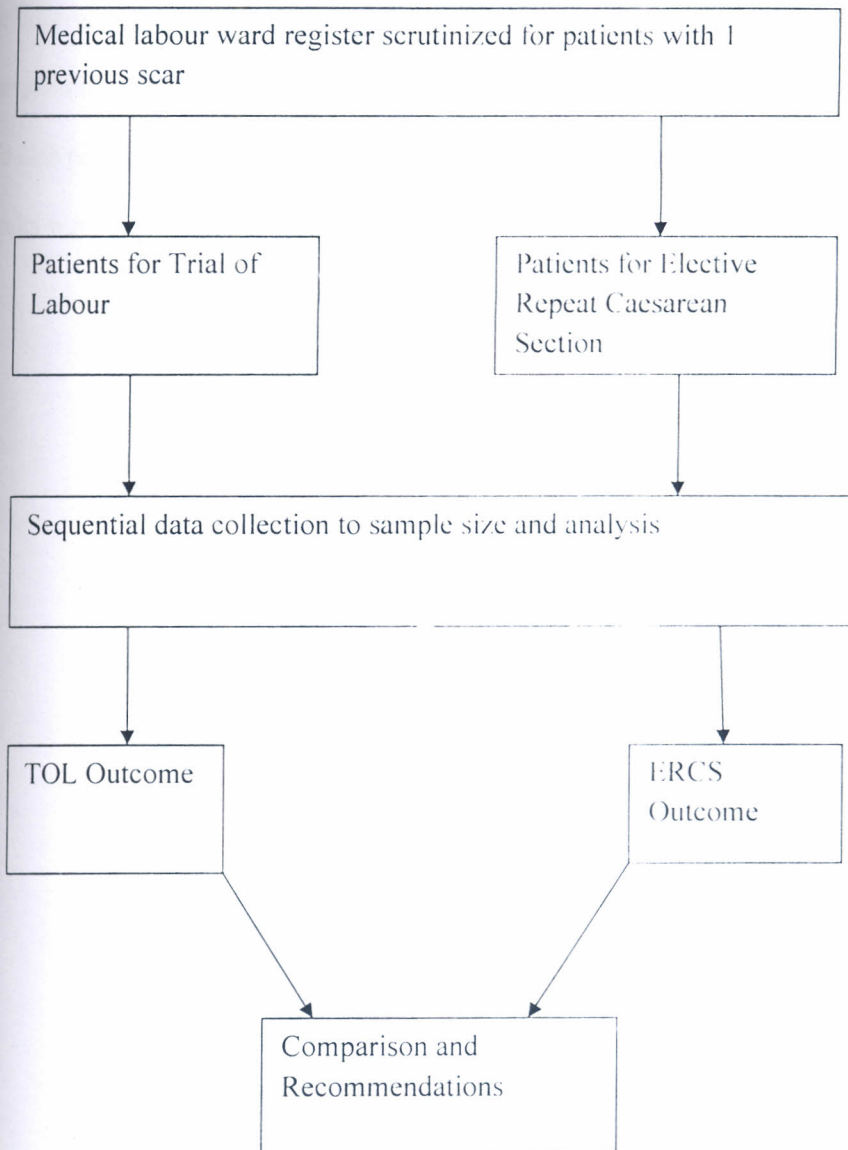 Medical labour ward register scrutinized for patients with 1
previous scar
Patients for Trial of
Labour
Patients for Elective
Repeat Caesarean
Section
Sequential data collection to sample size and analysis
TOL Outcome
ERCS
Outcome
Comparison and
Recommendations